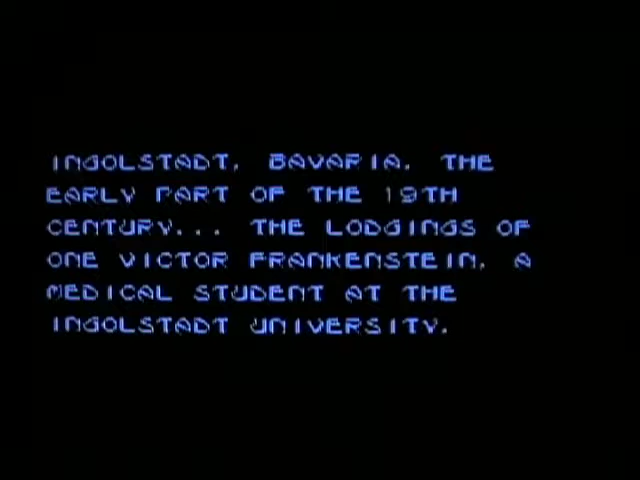 INGOLSTADT, BAVARIA. THE
EARLY PART OF THE 19TH
CENTURY... THE LODGINGS OF
ONE VICTOR FRANKENSTEIN, A
MEDICAL STUDENT AT THE
INGOLSTADT UNIVERSITY.